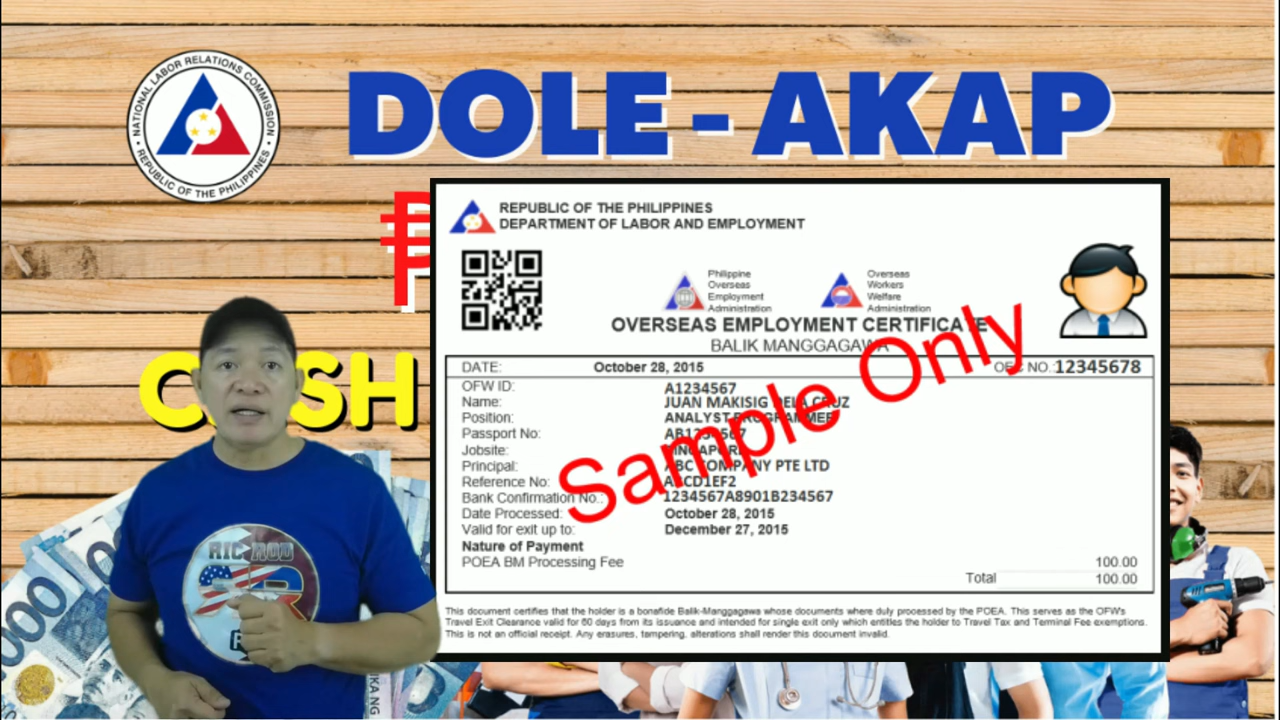 NATIONAL LABOR RELATIONS COMMISSION
REPUBLIC OF THE PHILIPPINES
DOLE - AKAP
₱
CASH
REPUBLIC OF THE PHILIPPINES
DEPARTMENT OF LABOR AND EMPLOYMENT
Philippine
Overseas
Employment
Administration
Overseas
Workers
Welfare
Administration
OVERSEAS EMPLOYMENT CERTIFICATE
BALIK MANGGAGAWA
DATE: October 28, 2015 OEC NO.: 12345678
OFW ID: A1234567
Name: JUAN MAKISIG DELA CRUZ
Position: ANALYST PROGRAMMER
Passport No: AB1234567
Jobsite: SINGAPORE
Principal: ABC COMPANY PTE LTD
Reference No: ABCD1EF2
Bank Confirmation No.: 1234567A8901B234567
Date Processed: October 28, 2015
Valid for exit up to: December 27, 2015
Nature of Payment
POEA BM Processing Fee 100.00
Total 100.00
Sample Only
This document certifies that the holder is a bonafide Balik-Manggagawa whose documents where duly processed by the POEA. This serves as the OFW's
Travel Exit Clearance valid for 60 days from its issuance and intended for single exit only which entitles the holder to Travel Tax and Terminal Fee exemptions.
This is not an official receipt. Any erasures, tampering, alterations shall render this document invalid.
RIC ROD